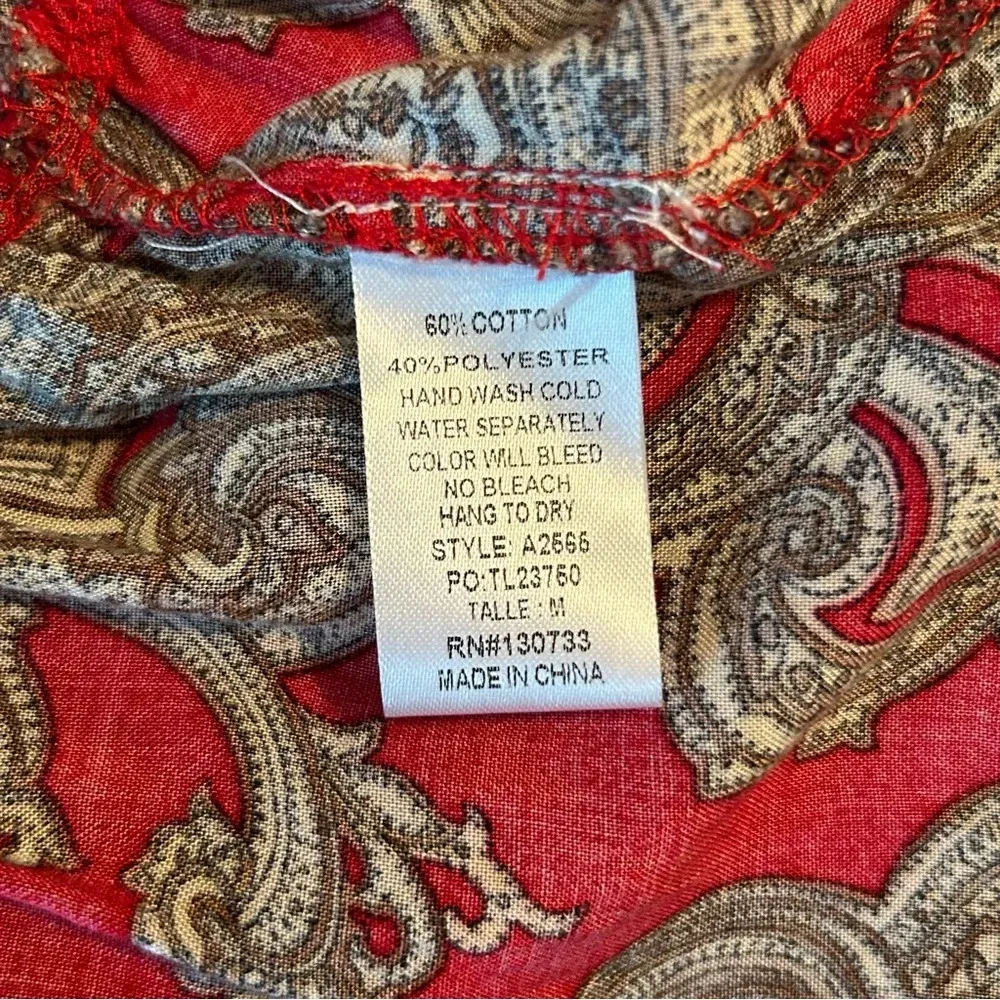 60% COTTON
40%POLYESTER
HAND WASH COLD
WATER SEPARATELY
COLOR WILL BLEED
NO BLEACH
HANG TO DRY
STYLE: A2566
PO:TL23760
TALLE : M
RN#130733
MADE IN CHINA